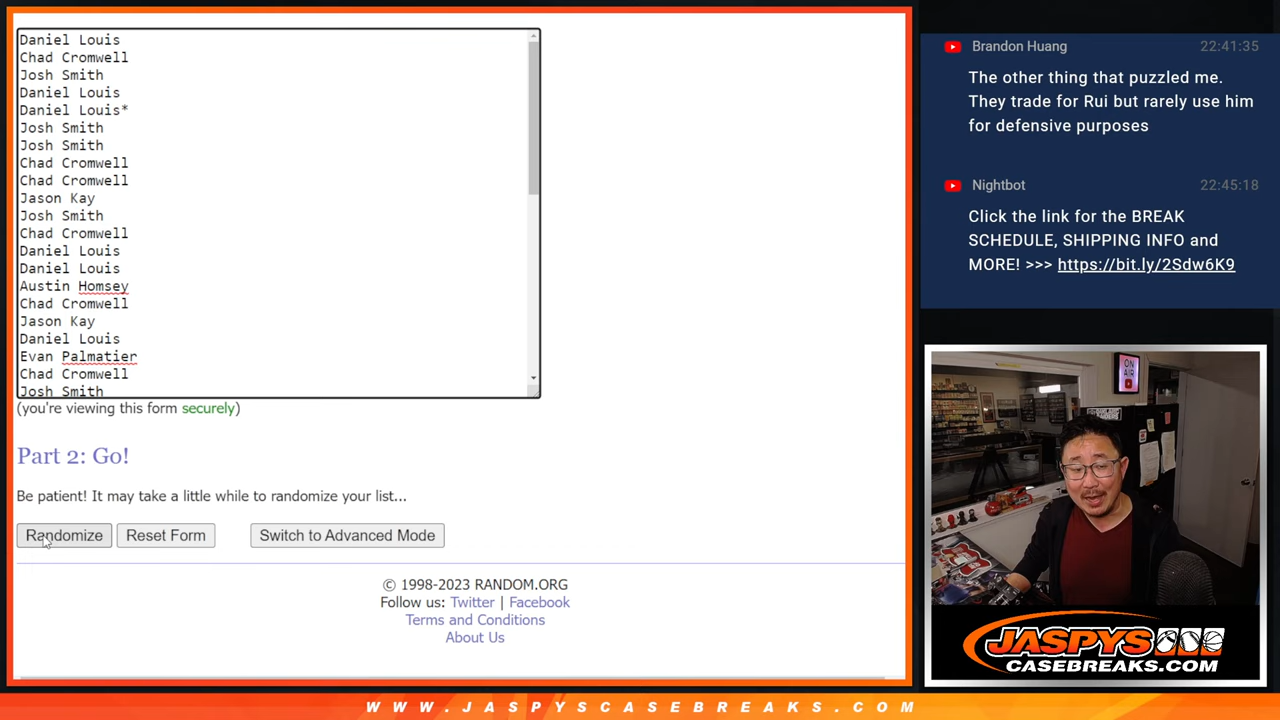 Daniel Louis
Chad Cromwell
Josh Smith
Daniel Louis
Daniel Louis*
Josh Smith
Josh Smith
Chad Cromwell
Chad Cromwell
Jason Kay
Josh Smith
Chad Cromwell
Daniel Louis
Daniel Louis
Austin Homsey
Chad Cromwell
Jason Kay
Daniel Louis
Evan Palmatier
Chad Cromwell
Josh Smith
(you're viewing this form securely)
Part 2: Go!
Be patient! It may take a little while to randomize your list...
Randomize Reset Form Switch to Advanced Mode
© 1998-2023 RANDOM.ORG
Follow us: Twitter | Facebook
Terms and Conditions
About Us
Brandon Huang 22:41:35
The other thing that puzzled me.
They trade for Rui but rarely use him
for defensive purposes
Nightbot 22:45:18
Click the link for the BREAK
SCHEDULE, SHIPPING INFO and
MORE! >>> https://bit.ly/2Sdw6K9
ON
AIR
JASPYS
CASEBREAKS.COM
WWW.JASPYSCASEBREAKS.COM